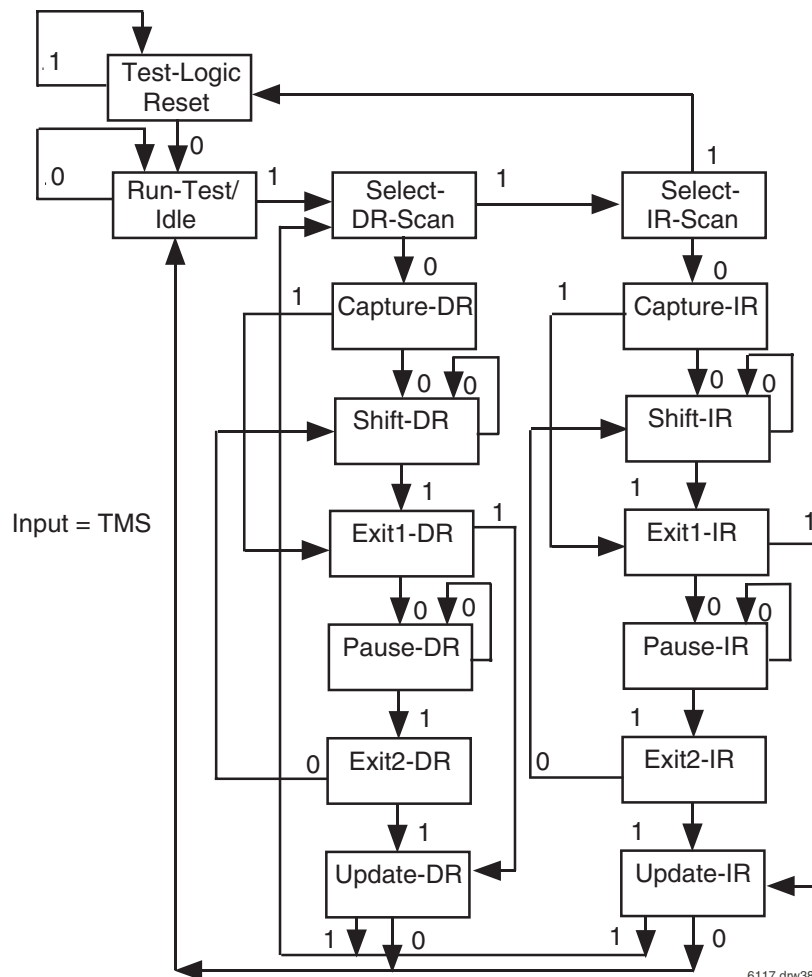 1
Test-Logic
Reset
0
0
Run-Test/
Idle
1
Select-
DR-Scan
1
Select-
IR-Scan
1
0
0
1
Capture-DR
1
Capture-IR
0
0
0
0
Shift-DR
Shift-IR
1
1
Input = TMS
Exit1-DR
1
Exit1-IR
1
0
0
0
0
Pause-DR
Pause-IR
1
1
0
Exit2-DR
0
Exit2-IR
1
1
Update-DR
Update-IR
1
0
1
0